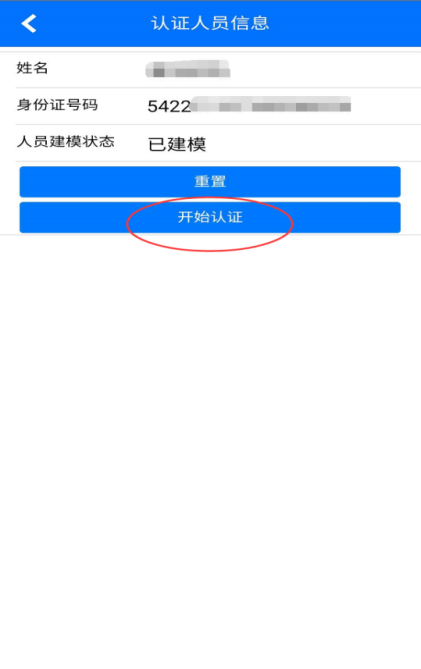 认证人员信息
姓名
身份证号码 5422
人员建模状态 已建模
重置
开始认证